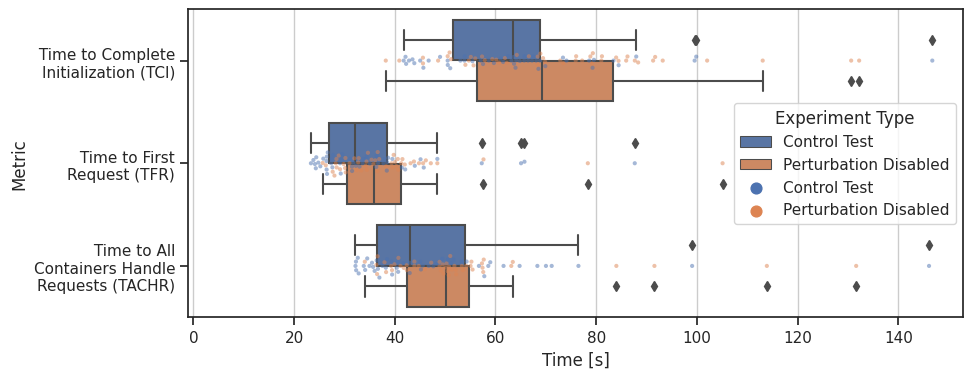 Metric
Time to Complete
Initialization (TCI)
Time to First
Request (TFR)
Time to All
Containers Handle
Requests (TACHR)
Experiment Type
Control Test
Perturbation Disabled
Control Test
Perturbation Disabled
0 20 40 60 80 100 120 140
Time [s]